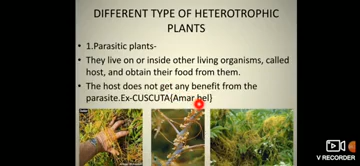 DIFFERENT TYPE OF HETEROTROPHIC
PLANTS
• 1.Parasitic plants-
• They live on or inside other living organisms, called
host, and obtain their food from them.
• The host does not get any benefit from the
parasite.Ex-CUSCUTA{Amar bel}
V RECORDER